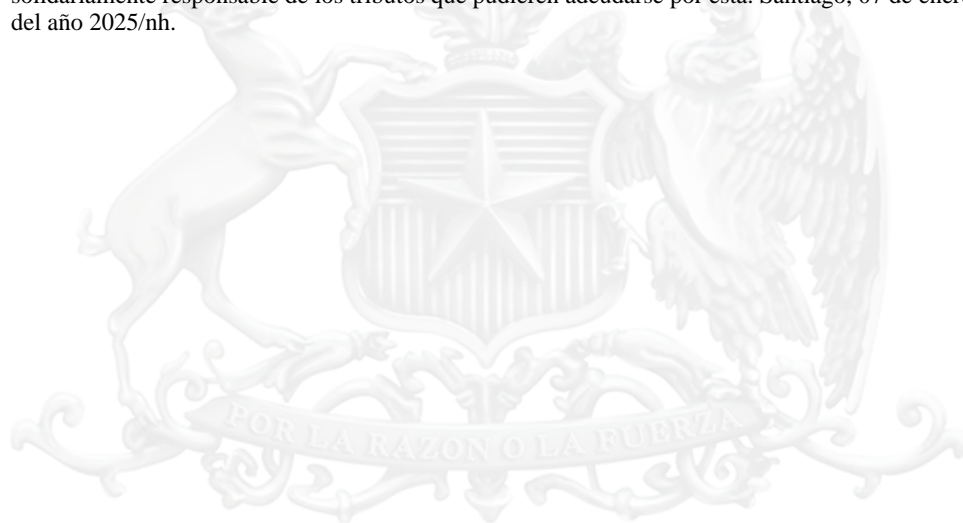 solidariamente responsable de los tributos que pudieren adeudarse por esta. Santiago, 07 de
del año 2025/nh.
POR LA RAZON O LA FUERZA